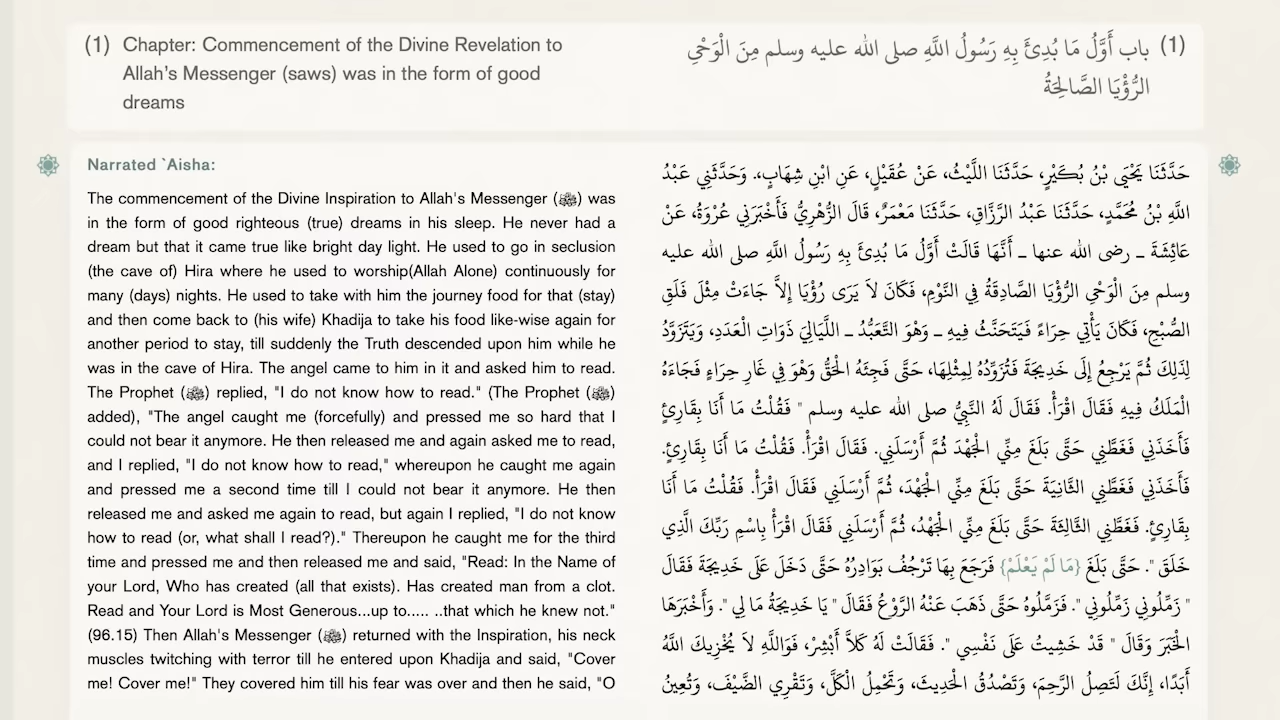 (1) Chapter: Commencement of the Divine Revelation to
Allah's Messenger (saws) was in the form of good
dreams
(1) باب أَوَّلُ مَا بُدِئَ بِهِ رَسُولُ اللَّهِ صلى الله عليه وسلم مِنَ الْوَحْىِ
الرُّؤْيَا الصَّالِحَةُ
Narrated `Aisha:
The commencement of the Divine Inspiration to Allah's Messenger (ﷺ) was
in the form of good righteous (true) dreams in his sleep. He never had a
dream but that it came true like bright day light. He used to go in seclusion
(the cave of) Hira where he used to worship(Allah Alone) continuously for
many (days) nights. He used to take with him the journey food for that (stay)
and then come back to (his wife) Khadija to take his food like-wise again for
another period to stay, till suddenly the Truth descended upon him while he
was in the cave of Hira. The angel came to him in it and asked him to read.
The Prophet (ﷺ) replied, "I do not know how to read." (The Prophet (ﷺ)
added), "The angel caught me (forcefully) and pressed me so hard that I
could not bear it anymore. He then released me and again asked me to read,
and I replied, "I do not know how to read," whereupon he caught me again
and pressed me a second time till I could not bear it anymore. He then
released me and asked me again to read, but again I replied, "I do not know
how to read (or, what shall I read?)." Thereupon he caught me for the third
time and pressed me and then released me and said, "Read: In the Name of
your Lord, Who has created (all that exists). Has created man from a clot.
Read and Your Lord is Most Generous...up to..... ..that which he knew not."
(96.15) Then Allah's Messenger (ﷺ) returned with the Inspiration, his neck
muscles twitching with terror till he entered upon Khadija and said, "Cover
me! Cover me!" They covered him till his fear was over and then he said, "O
حَدَّثَنَا يَحْيَى بْنُ بُكَيْرٍ، حَدَّثَنَا اللَّيْثُ، عَنْ عُقَيْلٍ، عَنِ ابْنِ شِهَابٍ،. وَحَدَّثَنِي عَبْدُ
اللَّهِ بْنُ مُحَمَّدٍ، حَدَّثَنَا عَبْدُ الرَّزَّاقِ، حَدَّثَنَا مَعْمَرٌ، قَالَ الزُّهْرِيُّ فَأَخْبَرَنِي عُرْوَةُ، عَنْ
عَائِشَةَ ـ رضى الله عنها ـ أَنَّهَا قَالَتْ أَوَّلُ مَا بُدِئَ بِهِ رَسُولُ اللَّهِ صلى الله عليه
وسلم مِنَ الْوَحْىِ الرُّؤْيَا الصَّادِقَةُ فِي النَّوْمِ، فَكَانَ لاَ يَرَى رُؤْيَا إِلاَّ جَاءَتْ مِثْلَ فَلَقِ
الصُّبْحِ، فَكَانَ يَأْتِي حِرَاءً فَيَتَحَنَّثُ فِيهِ ـ وَهْوَ التَّعَبُّدُ ـ اللَّيَالِيَ ذَوَاتِ الْعَدَدِ، وَيَتَزَوَّدُ
لِذَلِكَ ثُمَّ يَرْجِعُ إِلَى خَدِيجَةَ فَتُزَوِّدُهُ لِمِثْلِهَا، حَتَّى فَجِئَهُ الْحَقُّ وَهْوَ فِي غَارِ حِرَاءٍ فَجَاءَهُ
الْمَلَكُ فِيهِ فَقَالَ اقْرَأْ. فَقَالَ لَهُ النَّبِيُّ صلى الله عليه وسلم " فَقُلْتُ مَا أَنَا بِقَارِئٍ
فَأَخَذَنِي فَغَطَّنِي حَتَّى بَلَغَ مِنِّي الْجَهْدَ ثُمَّ أَرْسَلَنِي. فَقَالَ اقْرَأْ. فَقُلْتُ مَا أَنَا بِقَارِئٍ.
فَأَخَذَنِي فَغَطَّنِي الثَّانِيَةَ حَتَّى بَلَغَ مِنِّي الْجَهْدَ، ثُمَّ أَرْسَلَنِي فَقَالَ اقْرَأْ. فَقُلْتُ مَا أَنَا
بِقَارِئٍ. فَغَطَّنِي الثَّالِثَةَ حَتَّى بَلَغَ مِنِّي الْجَهْدُ، ثُمَّ أَرْسَلَنِي فَقَالَ اقْرَأْ بِاسْمِ رَبِّكَ الَّذِي
خَلَقَ ". حَتَّى بَلَغَ {مَا لَمْ يَعْلَمْ} فَرَجَعَ بِهَا تَرْجُفُ بَوَادِرُهُ حَتَّى دَخَلَ عَلَى خَدِيجَةَ فَقَالَ
" زَمِّلُونِي زَمِّلُونِي ". فَزَمَّلُوهُ حَتَّى ذَهَبَ عَنْهُ الرَّوْعُ فَقَالَ " يَا خَدِيجَةُ مَا لِي ". وَأَخْبَرَهَا
الْخَبَرَ وَقَالَ " قَدْ خَشِيتُ عَلَى نَفْسِي ". فَقَالَتْ لَهُ كَلاَّ أَبْشِرْ، فَوَاللَّهِ لاَ يُخْزِيكَ اللَّهُ
أَبَدًا، إِنَّكَ لَتَصِلُ الرَّحِمَ، وَتَصْدُقُ الْحَدِيثَ، وَتَحْمِلُ الْكَلَّ، وَتَقْرِي الضَّيْفَ، وَتُعِينُ